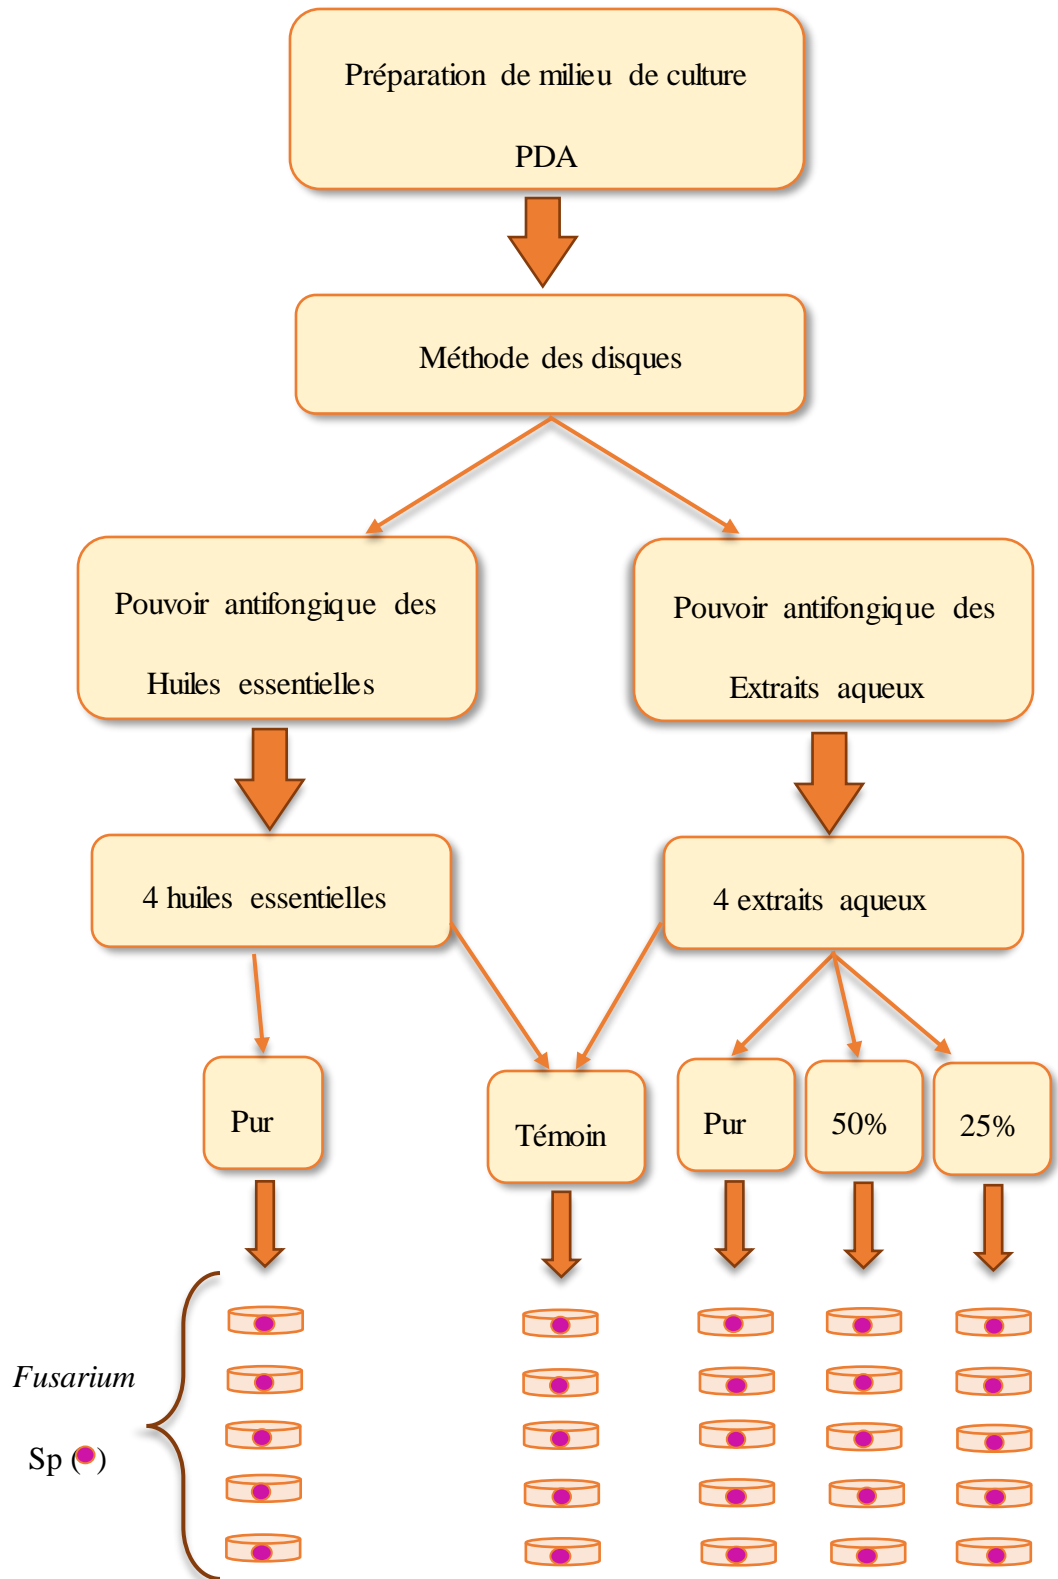 Préparation de milieu de culture
PDA
Méthode des disques
Pouvoir antifongique des
Huiles essentielles
Pouvoir antifongique des
Extraits aqueux
4 huiles essentielles
4 extraits aqueux
Pur
Témoin
Pur
50%
25%
Fusarium
Sp ( )